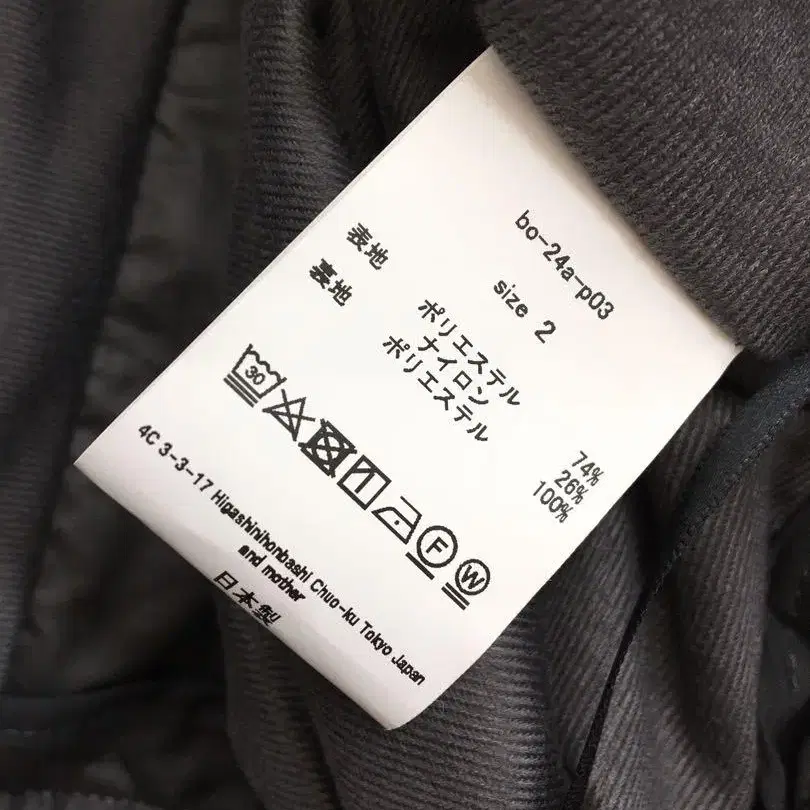 bo-24a-p03
size 2
表地 ポリエステル 74%
ナイロン 26%
裏地 ポリエステル 100%
30 F W
4C 3-3-17 Higashinihonbashi Chuo-ku Tokyo Japan
and mother
日本製